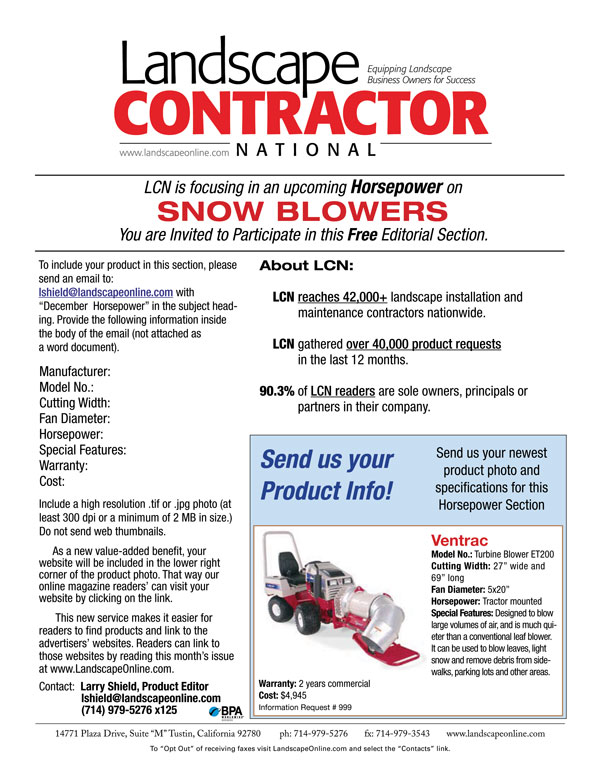 Landscape
Equipping Landscape
Business Owners for Success
CONTRACTOR
www.landscapeonline.com NATIONAL
LCN is focusing in an upcoming Horsepower on
SNOW BLOWERS
You are Invited to Participate in this Free Editorial Section.
To include your product in this section, please
send an email to:
lshield@landscapeonline.com with
“December  Horsepower” in the subject head-
ing. Provide the following information inside
the body of the email (not attached as
a word document).
Manufacturer:
Model No.:
Cutting Width:
Fan Diameter:
Horsepower:
Special Features:
Warranty:
Cost:
Include a high resolution .tif or .jpg photo (at
least 300 dpi or a minimum of 2 MB in size.)
Do not send web thumbnails.
As a new value-added benefit, your
website will be included in the lower right
corner of the product photo. That way our
online magazine readers’ can visit your
website by clicking on the link.
This new service makes it easier for
readers to find products and link to the
advertisers’ websites. Readers can link to
those websites by reading this month’s issue
at www.LandscapeOnline.com.
Contact: Larry Shield, Product Editor
lshield@landscapeonline.com
(714) 979-5276 x125
BPA
WORLDWIDE
About LCN:
LCN reaches 42,000+ landscape installation and
maintenance contractors nationwide.
LCN gathered over 40,000 product requests
in the last 12 months.
90.3% of LCN readers are sole owners, principals or
partners in their company.
Send us your
Product Info!
Send us your newest
product photo and
specifications for this
Horsepower Section
Ventrac
Model No.: Turbine Blower ET200
Cutting Width: 27” wide and
69” long
Fan Diameter: 5x20”
Horsepower: Tractor mounted
Special Features: Designed to blow
large volumes of air, and is much qui-
eter than a conventional leaf blower.
It can be used to blow leaves, light
snow and remove debris from side-
walks, parking lots and other areas.
Warranty: 2 years commercial
Cost: $4,945
Information Request # 999
14771 Plaza Drive, Suite “M” Tustin, California 92780 ph: 714-979-5276 fx: 714-979-3543 www.landscapeonline.com
To “Opt Out” of receiving faxes visit LandscapeOnline.com and select the “Contacts” link.